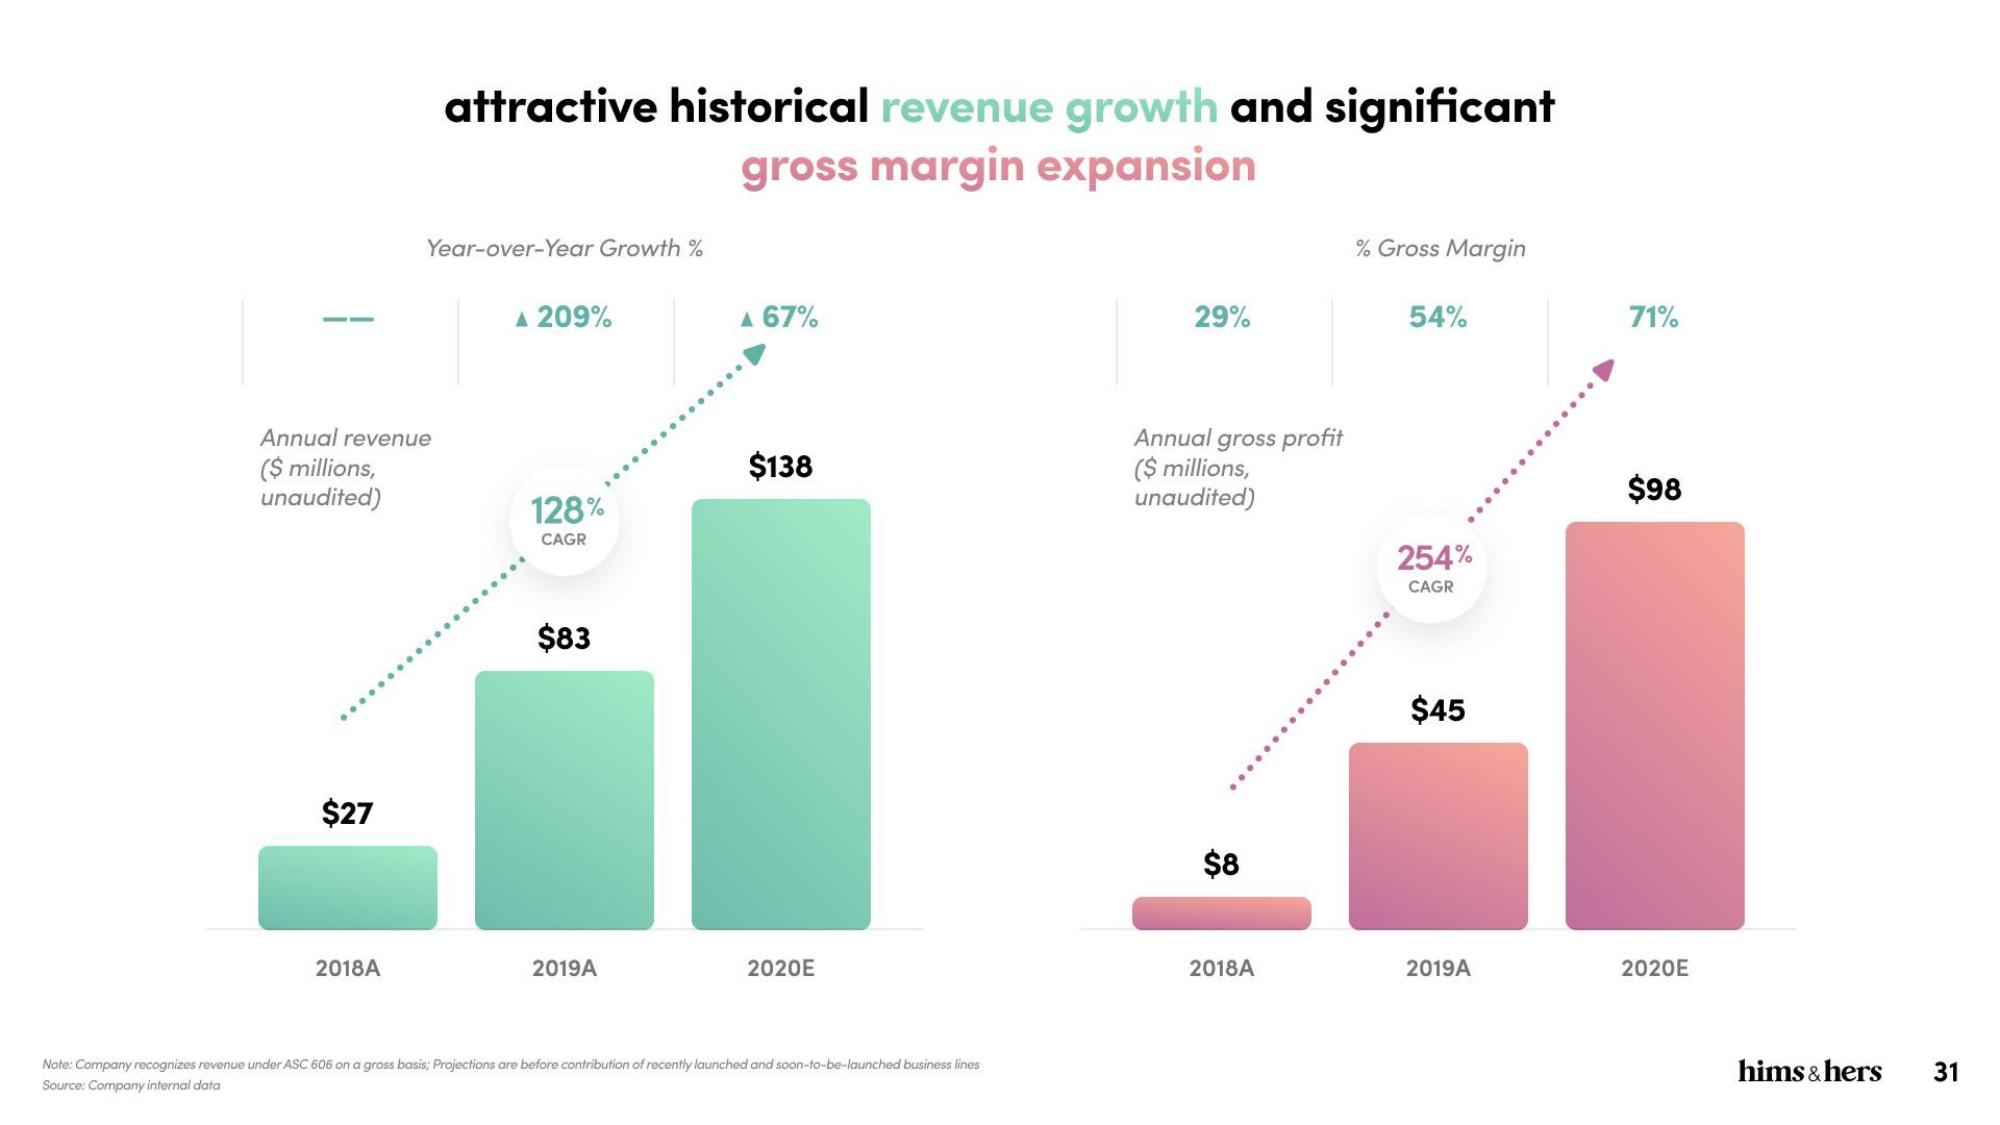 attractive historical revenue growth and significant
gross margin expansion
Year-over-Year Growth %
—— ▲ 209% ▲ 67%
Annual revenue
($ millions,
unaudited)
128%
CAGR
$27
$83
$138
2018A 2019A 2020E
% Gross Margin
29% 54% 71%
Annual gross profit
($ millions,
unaudited)
254%
CAGR
$8
$45
$98
2018A 2019A 2020E
Note: Company recognizes revenue under ASC 606 on a gross basis; Projections are before contribution of recently launched and soon-to-be-launched business lines
Source: Company internal data
hims & hers 31